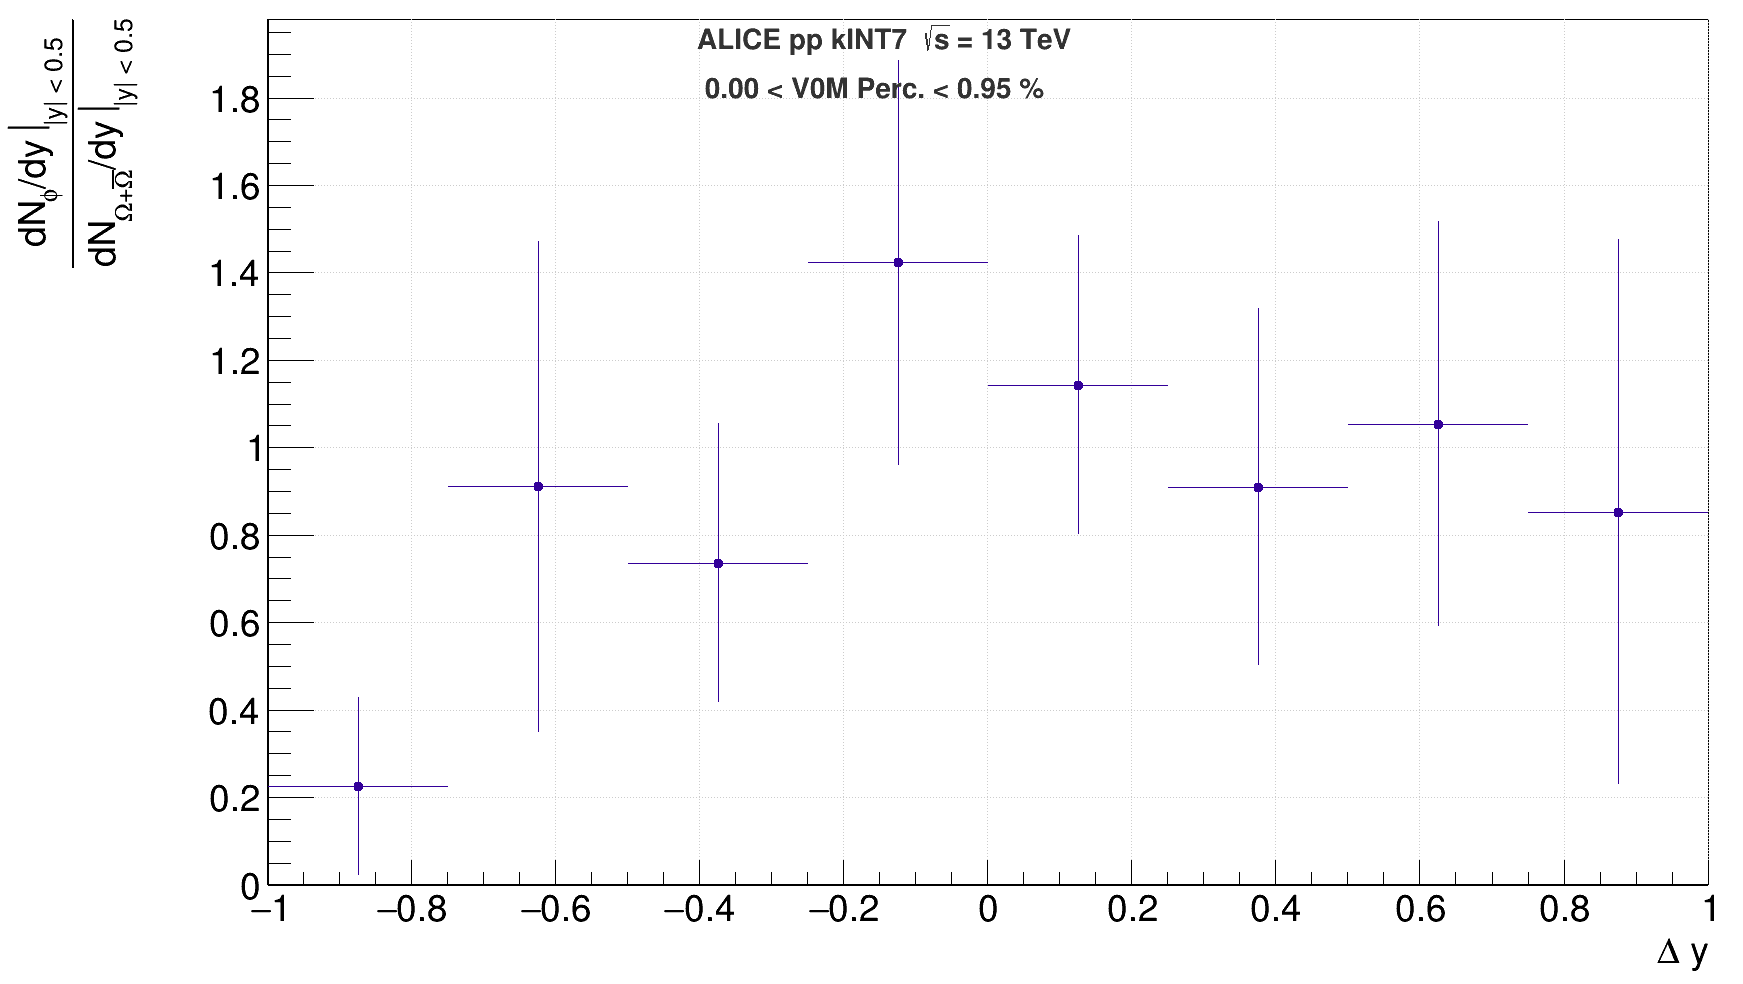 ALICE pp kINT7 √s = 13 TeV
0.00 < V0M Perc. < 0.95 %
dN_ϕ/dy| |y| < 0.5
dN_Ω+Ω̅/dy| |y| < 0.5
1.8
1.6
1.4
1.2
1
0.8
0.6
0.4
0.2
0
−1 −0.8 −0.6 −0.4 −0.2 0 0.2 0.4 0.6 0.8 1
Δ y